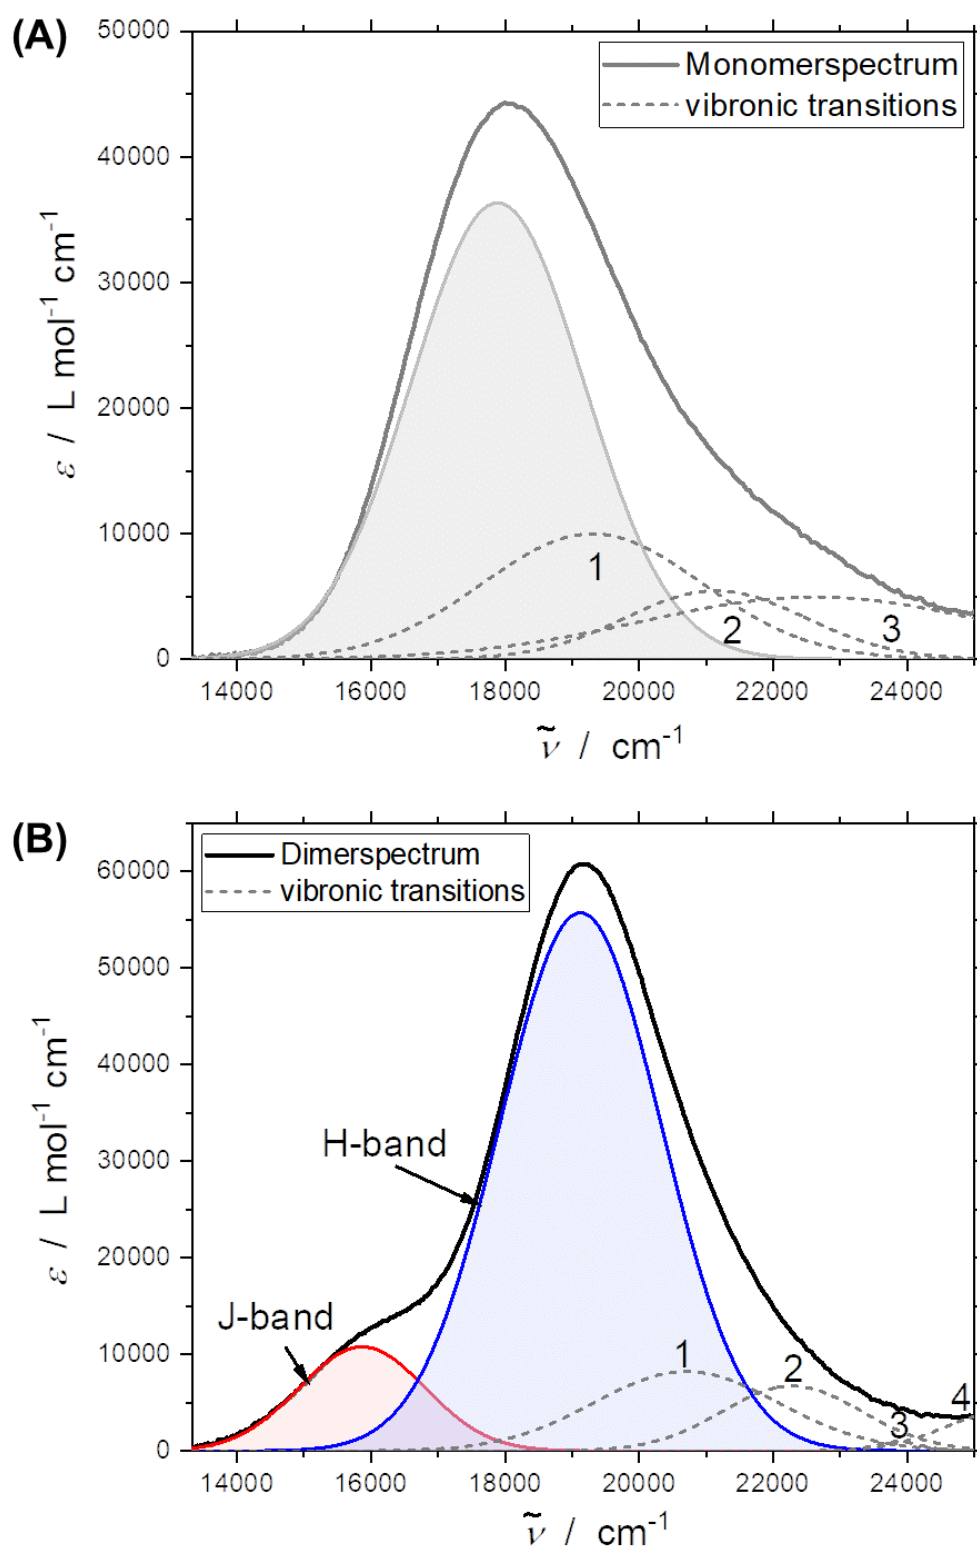 (A)
50000
40000
30000
20000
10000
0
ε / L mol⁻¹ cm⁻¹
Monomerspectrum
vibronic transitions
1
2
3
14000 16000 18000 20000 22000 24000
ν̃ / cm⁻¹
(B)
60000
50000
40000
30000
20000
10000
0
ε / L mol⁻¹ cm⁻¹
Dimerspectrum
vibronic transitions
H-band
J-band
1
2
3
4
14000 16000 18000 20000 22000 24000
ν̃ / cm⁻¹